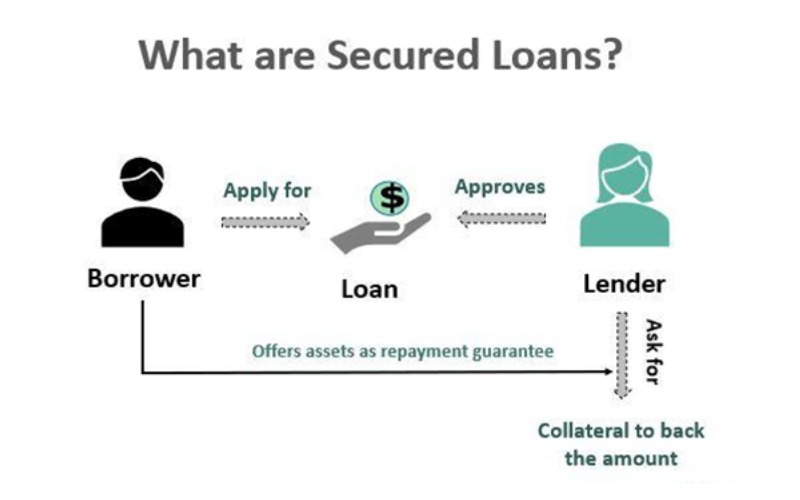 What are Secured Loans?
Apply for
$
Approves
Borrower
Loan
Lender
Offers assets as repayment guarantee
Ask for
Collateral to back
the amount